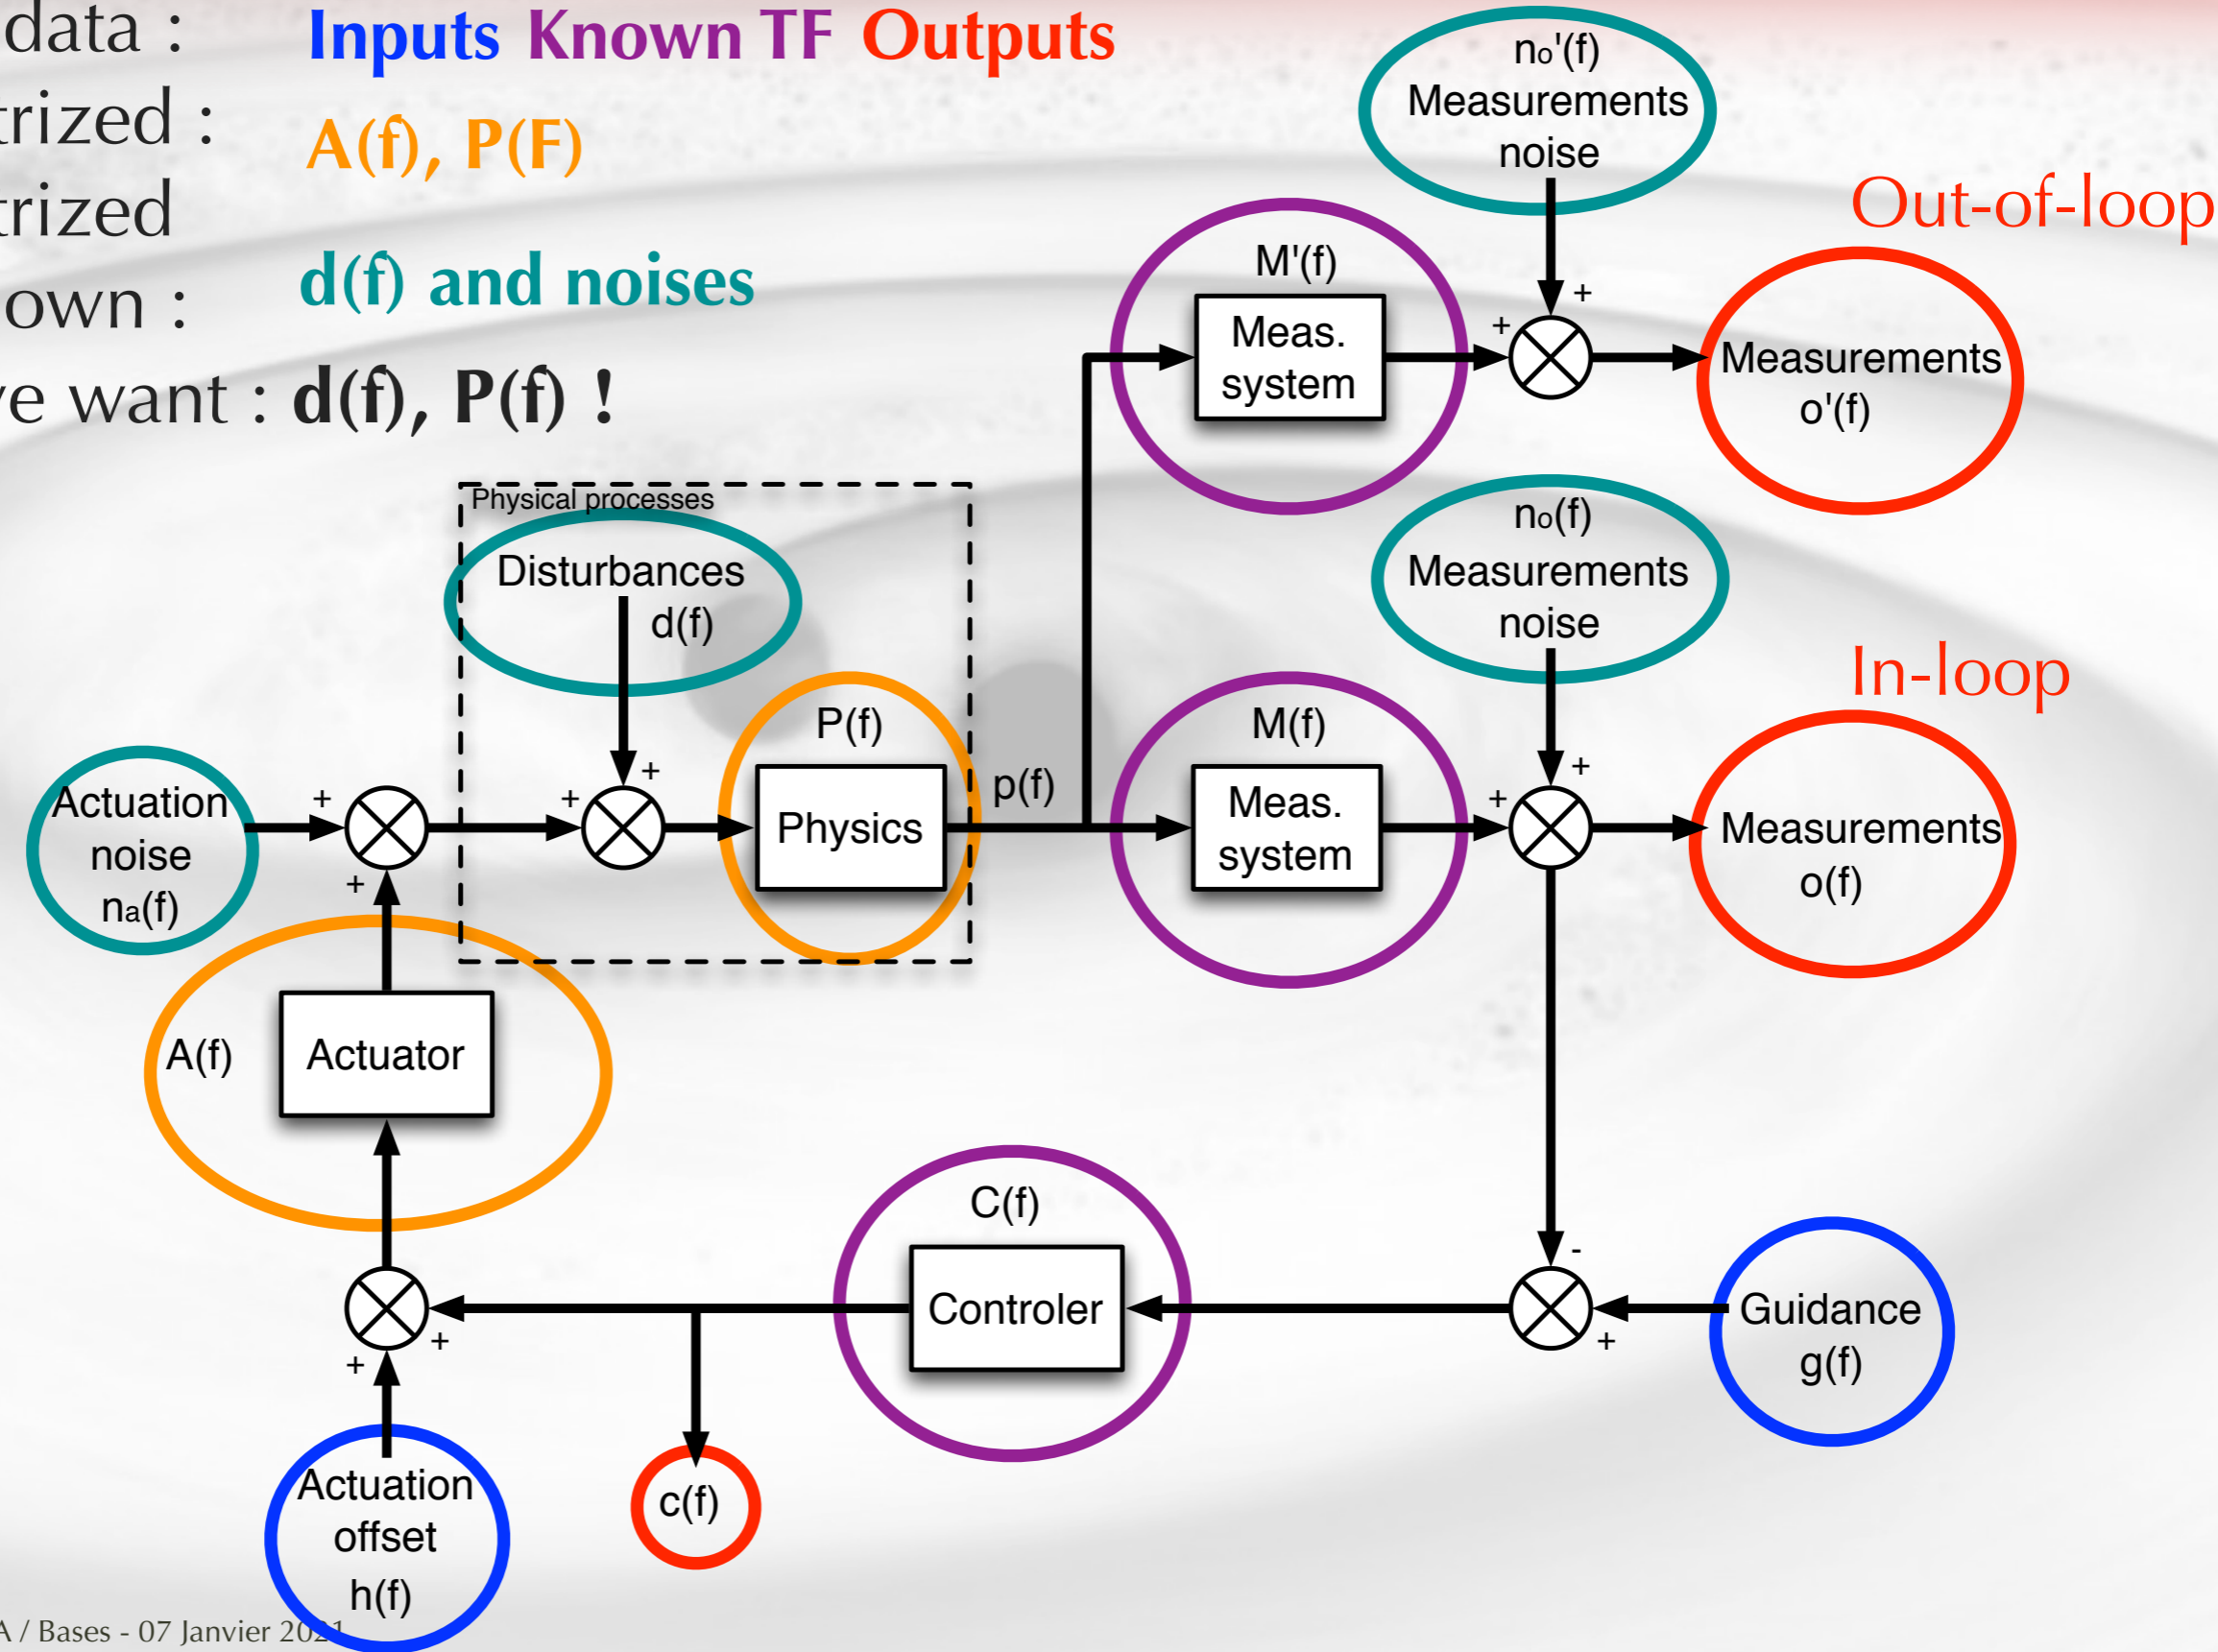 data :
Inputs Known TF Outputs
trized :
A(f), P(F)
trized
d(f) and noises
own :
ve want : d(f), P(f) !
no'(f)
Measurements
noise
Out-of-loop
M'(f)
Meas.
system
+
+
Measurements
o'(f)
Physical processes
Disturbances
d(f)
no(f)
Measurements
noise
In-loop
P(f)
Physics
p(f)
M(f)
Meas.
system
+
+
Measurements
o(f)
Actuation
noise
na(f)
+
+
+
+
A(f)
Actuator
C(f)
Controler
-
+
Guidance
g(f)
+
+
Actuation
offset
h(f)
c(f)
A / Bases - 07 Janvier 2021